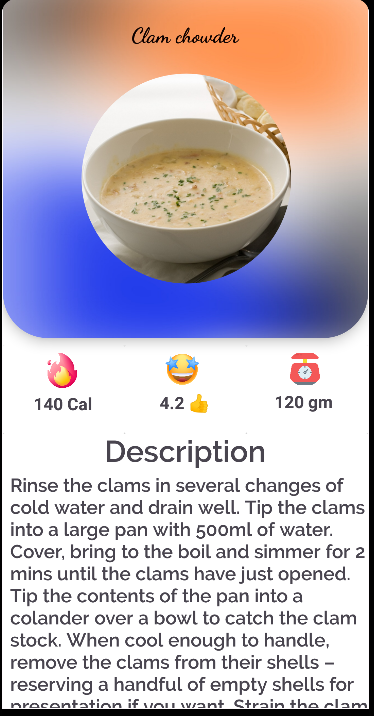 Clam chowder
140 Cal
4.2 👍
120 gm
Description
Rinse the clams in several changes of
cold water and drain well. Tip the clams
into a large pan with 500ml of water.
Cover, bring to the boil and simmer for 2
mins until the clams have just opened.
Tip the contents of the pan into a
colander over a bowl to catch the clam
stock. When cool enough to handle,
remove the clams from their shells –
reserving a handful of empty shells for
presentation if you want. Strain the clam